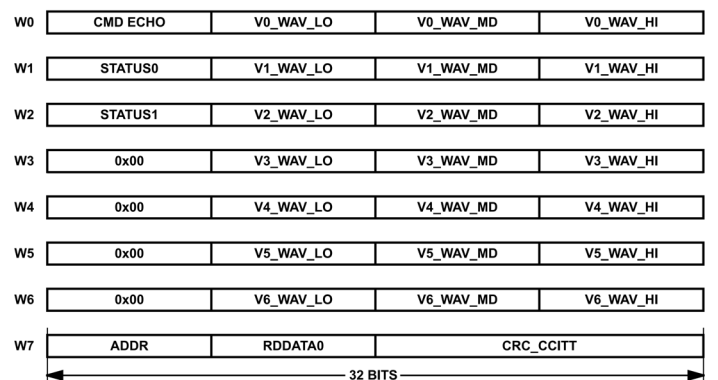 W0 CMD ECHO V0_WAV_LO V0_WAV_MD V0_WAV_HI
W1 STATUS0 V1_WAV_LO V1_WAV_MD V1_WAV_HI
W2 STATUS1 V2_WAV_LO V2_WAV_MD V2_WAV_HI
W3 0x00 V3_WAV_LO V3_WAV_MD V3_WAV_HI
W4 0x00 V4_WAV_LO V4_WAV_MD V4_WAV_HI
W5 0x00 V5_WAV_LO V5_WAV_MD V5_WAV_HI
W6 0x00 V6_WAV_LO V6_WAV_MD V6_WAV_HI
W7 ADDR RDDATA0 CRC_CCITT
32 BITS